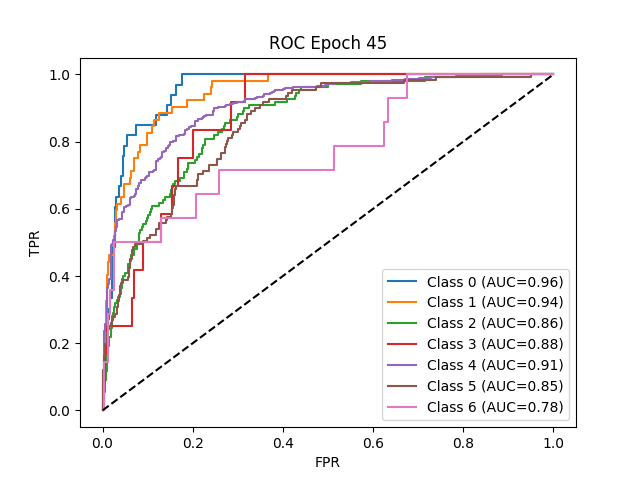 ROC Epoch 45
TPR
1.0
0.8
0.6
0.4
0.2
0.0
Class 0 (AUC=0.96)
Class 1 (AUC=0.94)
Class 2 (AUC=0.86)
Class 3 (AUC=0.88)
Class 4 (AUC=0.91)
Class 5 (AUC=0.85)
Class 6 (AUC=0.78)
0.0 0.2 0.4 0.6 0.8 1.0
FPR